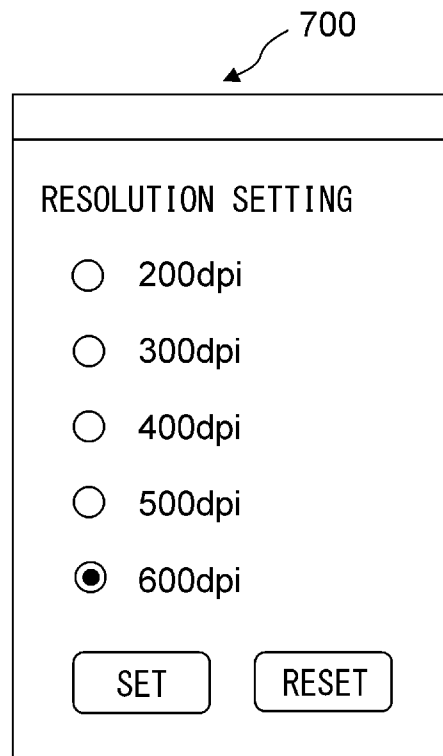 700
RESOLUTION SETTING
200dpi
300dpi
400dpi
500dpi
600dpi
SET RESET